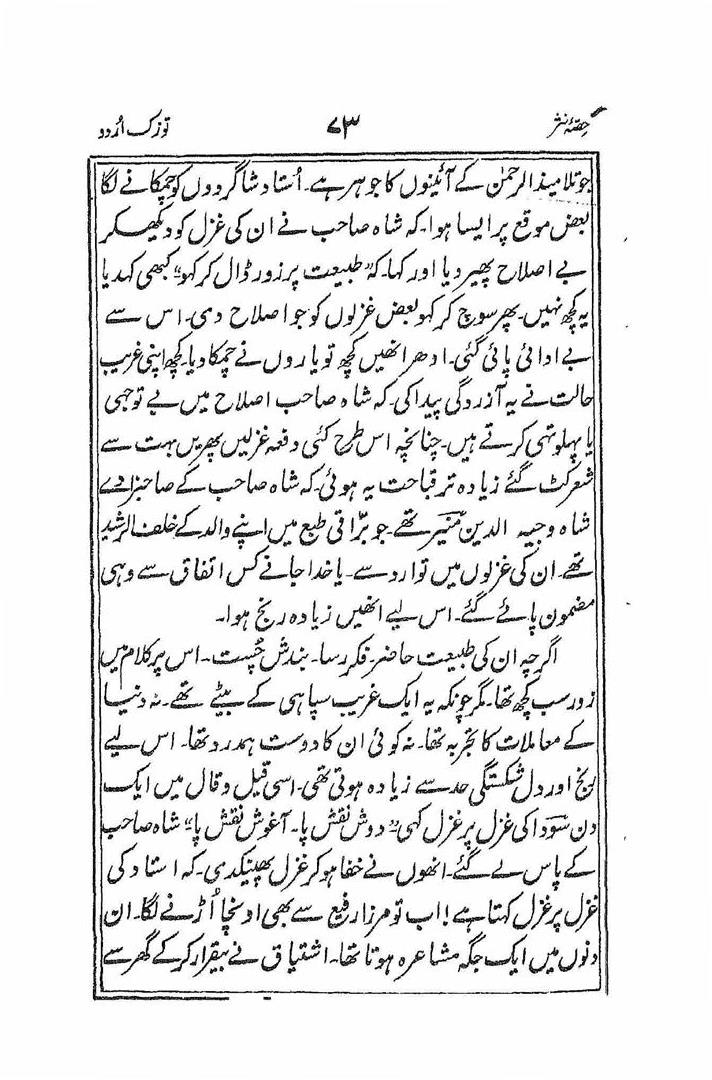 حصّۂ نثر
۷۳
توزک اُردو
جو تلامیذ الرحمٰن کے آئینوں کا جوہر ہے۔ اُستاد شاگردوں کو چمکانے لگا
بعض موقع پر ایسا ہوا۔ کہ شاہ صاحب نے ان کی غزل کو دیکھکر
بے اصلاح پھیر دیا اور کہا۔ کہ ”طبیعت پر زور ڈال کر کہو“ کبھی کہدیا
یہ کچھ نہیں۔ پھر سوچ کر کہو بعض غزلوں کو جو اصلاح دی۔ اس سے
بے ادائی پائی گئی۔ ادھر انھیں کچھ تو یاروں نے چمکا دیا۔ کچھ اپنی غریب
حالت نے یہ آزردگی پیدا کی۔ کہ شاہ صاحب اصلاح میں بے توجہی
یا پہلو تہی کرتے ہیں۔ چنانچہ اس طرح کئی دفعہ غزلیں پھریں بہت سے
شعر کٹ گئے زیادہ تر قباحت یہ ہوئی۔ کہ شاہ صاحب کے صاحبزادے
شاہ وجیہ الدین منیر تھے۔ جو برّاقی طبع میں اپنے والد کے خلف الرشید
تھے۔ ان کی غزلوں میں توارد سے۔ یا خدا جانے کس اتفاق سے وہی
مضمون پائے گئے۔ اس لیے انھیں زیادہ رنج ہوا۔
اگرچہ ان کی طبیعت حاضر۔ فکر رسا۔ بندش چُست۔ اس پر کلام میں
زور سب کچھ تھا۔ مگر چونکہ یہ ایک غریب سپاہی کے بیٹے تھے۔ نہ دنیا
کے معاملات کا تجربہ تھا۔ نہ کوئی ان کا دوست ہمدرد تھا۔ اس لیے
رنج اور دل شکستگی حد سے زیادہ ہوتی تھی۔ اسی قیل و قال میں ایک
دن سودا کی غزل پر غزل کہی ”دوش نقش پا۔ آغوش نقش پا“ شاہ صاحب
کے پاس لے گئے۔ انھوں نے خفا ہو کر غزل پھینکدی۔ کہ استاد کی
غزل پر غزل کہتا ہے! اب تو مرزا رفیع سے بھی اونچا اُڑنے لگا۔ ان
دنوں میں ایک جگہ مشاعرہ ہوتا تھا۔ اشتیاق نے بیقرار کر کے گھر سے